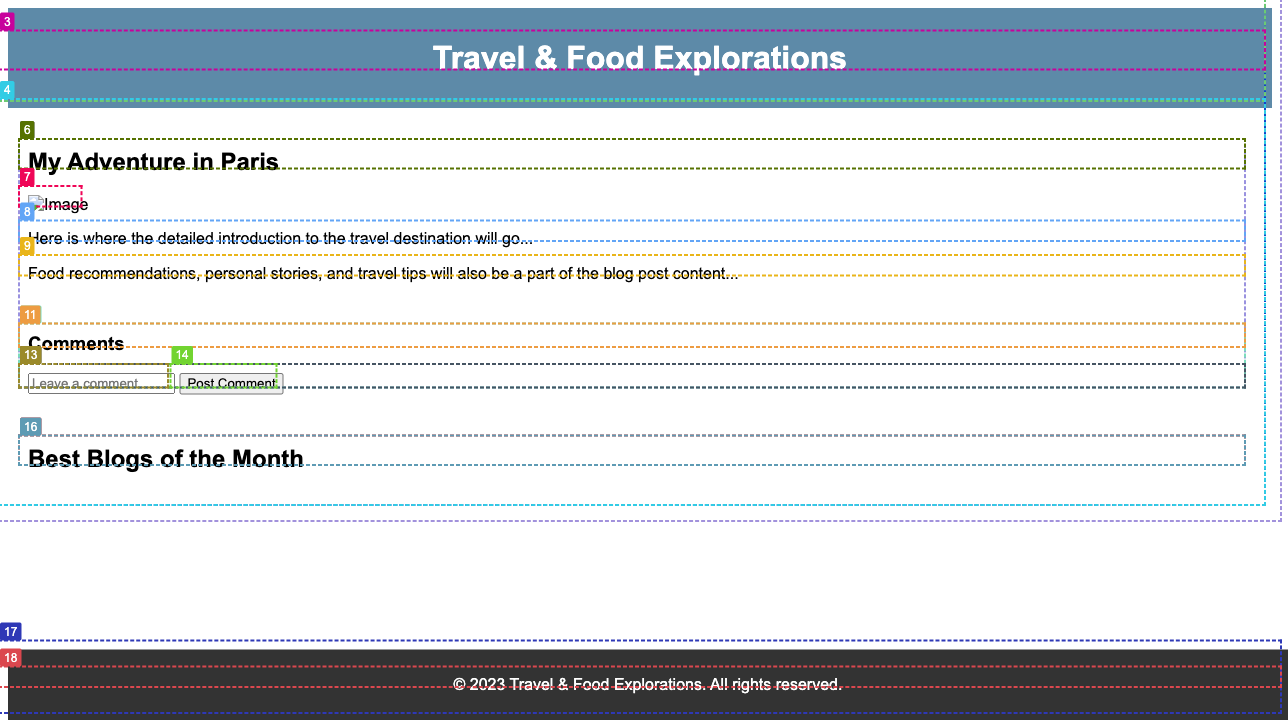 3
Travel & Food Explorations
4
6
My Adventure in Paris
7
Image
8
Here is where the detailed introduction to the travel destination will go...
9
Food recommendations, personal stories, and travel tips will also be a part of the blog post content...
11
Comments
13 14
Leave a comment... Post Comment
16
Best Blogs of the Month
17
18
© 2023 Travel & Food Explorations. All rights reserved.